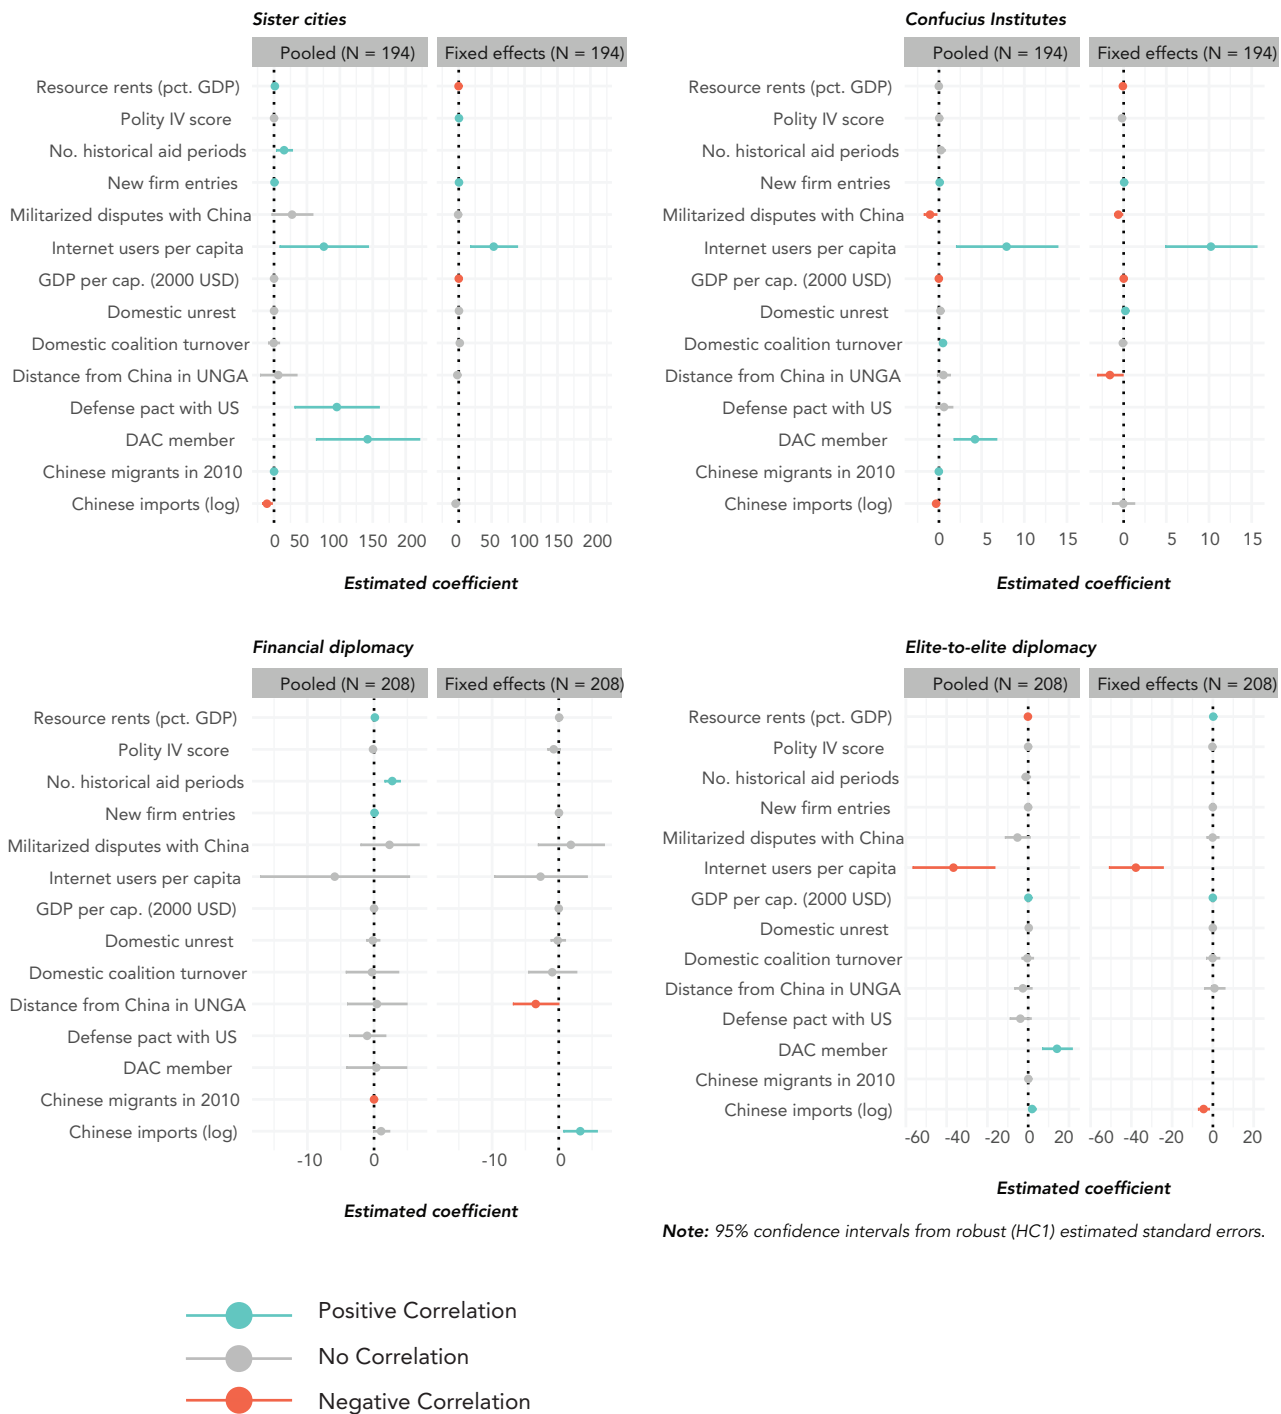 Sister cities
Pooled (N = 194)
Fixed effects (N = 194)
Resource rents (pct. GDP)
Polity IV score
No. historical aid periods
New firm entries
Militarized disputes with China
Internet users per capita
GDP per cap. (2000 USD)
Domestic unrest
Domestic coalition turnover
Distance from China in UNGA
Defense pact with US
DAC member
Chinese migrants in 2010
Chinese imports (log)
0 50 100 150 200
0 50 100 150 200
Estimated coefficient
Confucius Institutes
Pooled (N = 194)
Fixed effects (N = 194)
Resource rents (pct. GDP)
Polity IV score
No. historical aid periods
New firm entries
Militarized disputes with China
Internet users per capita
GDP per cap. (2000 USD)
Domestic unrest
Domestic coalition turnover
Distance from China in UNGA
Defense pact with US
DAC member
Chinese migrants in 2010
Chinese imports (log)
0 5 10 15
0 5 10 15
Estimated coefficient
Financial diplomacy
Pooled (N = 208)
Fixed effects (N = 208)
Resource rents (pct. GDP)
Polity IV score
No. historical aid periods
New firm entries
Militarized disputes with China
Internet users per capita
GDP per cap. (2000 USD)
Domestic unrest
Domestic coalition turnover
Distance from China in UNGA
Defense pact with US
DAC member
Chinese migrants in 2010
Chinese imports (log)
-10 0
-10 0
Estimated coefficient
Elite-to-elite diplomacy
Pooled (N = 208)
Fixed effects (N = 208)
Resource rents (pct. GDP)
Polity IV score
No. historical aid periods
New firm entries
Militarized disputes with China
Internet users per capita
GDP per cap. (2000 USD)
Domestic unrest
Domestic coalition turnover
Distance from China in UNGA
Defense pact with US
DAC member
Chinese migrants in 2010
Chinese imports (log)
-60 -40 -20 0 20
-60 -40 -20 0 20
Estimated coefficient
Note: 95% confidence intervals from robust (HC1) estimated standard errors.
Positive Correlation
No Correlation
Negative Correlation